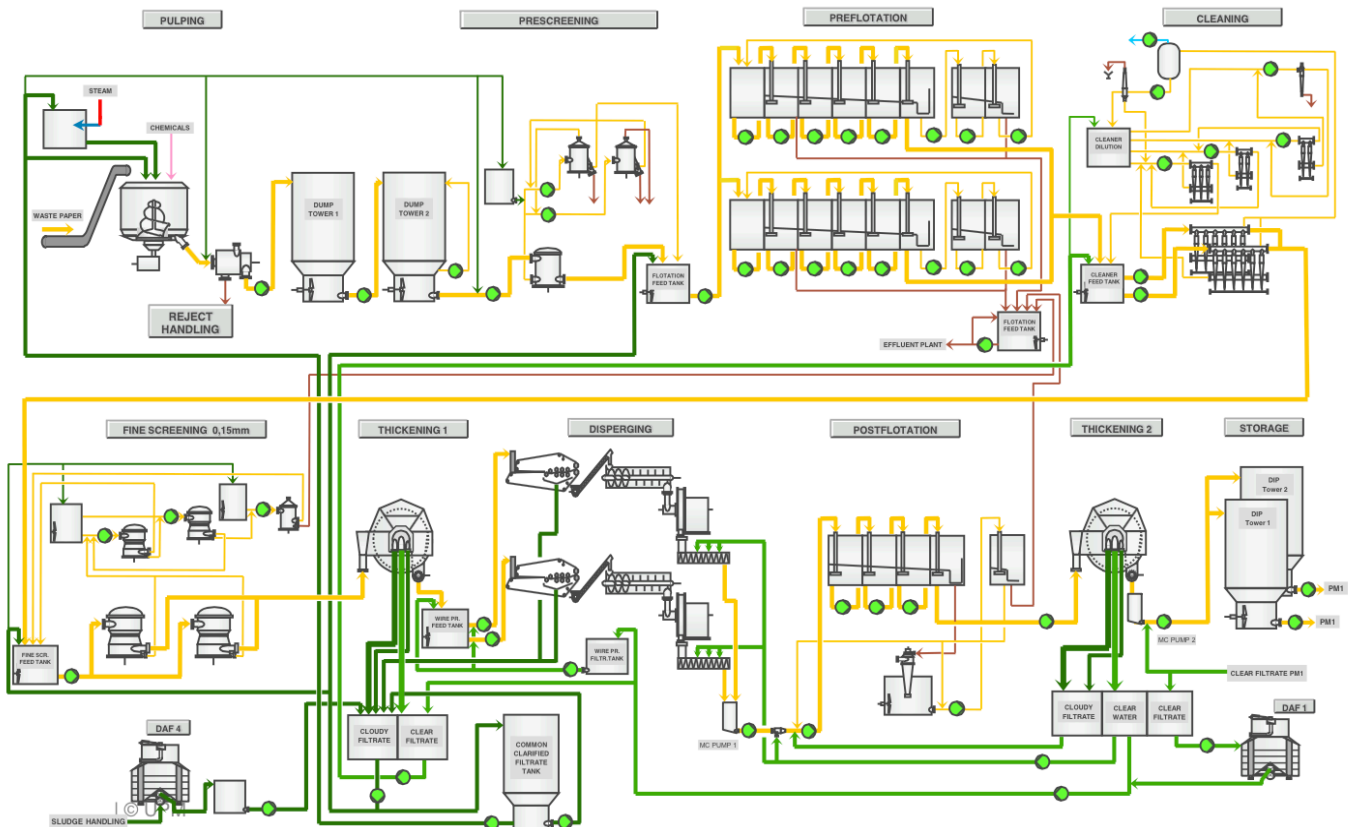 PULPING
PRESCREENING
PREFLOTATION
CLEANING
STEAM
CHEMICALS
WASTE PAPER
DUMP
TOWER 1
DUMP
TOWER 2
CLEANER
DILUTION
FLOTATION
FEED TANK
CLEANER
FEED TANK
REJECT
HANDLING
FLOTATION
FEED TANK
EFFLUENT PLANT
FINE SCREENING 0,15mm
THICKENING 1
DISPERGING
POSTFLOTATION
THICKENING 2
STORAGE
DIP
Tower 2
DIP
Tower 1
PM1
PM1
WIRE PR.
FEED TANK
WIRE PR.
FILTR.TANK
FINE SCR.
FEED TANK
MC PUMP 2
CLEAR FILTRATE PM1
CLOUDY
FILTRATE
CLEAR
FILTRATE
COMMON
CLARIFIED
FILTRATE
TANK
MC PUMP 1
CLOUDY
FILTRATE
CLEAR
WATER
CLEAR
FILTRATE
DAF 1
DAF 4
SLUDGE HANDLING